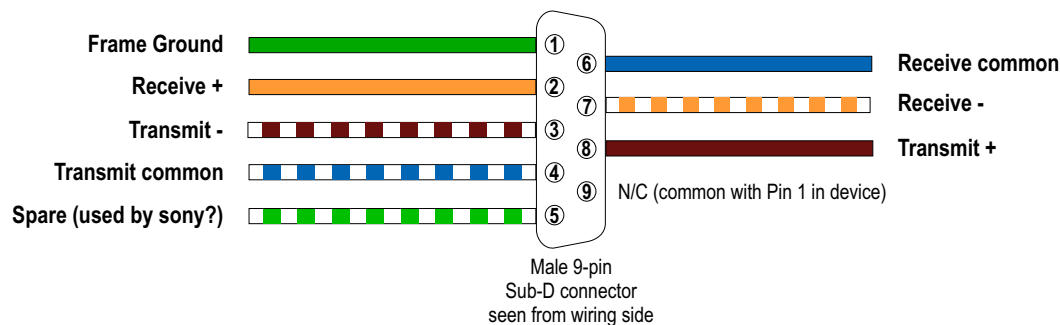 Frame Ground
1
6
Receive common
Receive +
2
7
Receive -
Transmit -
3
8
Transmit +
Transmit common
4
9
N/C (common with Pin 1 in device)
Spare (used by sony?)
5
Male 9-pin
Sub-D connector
seen from wiring side